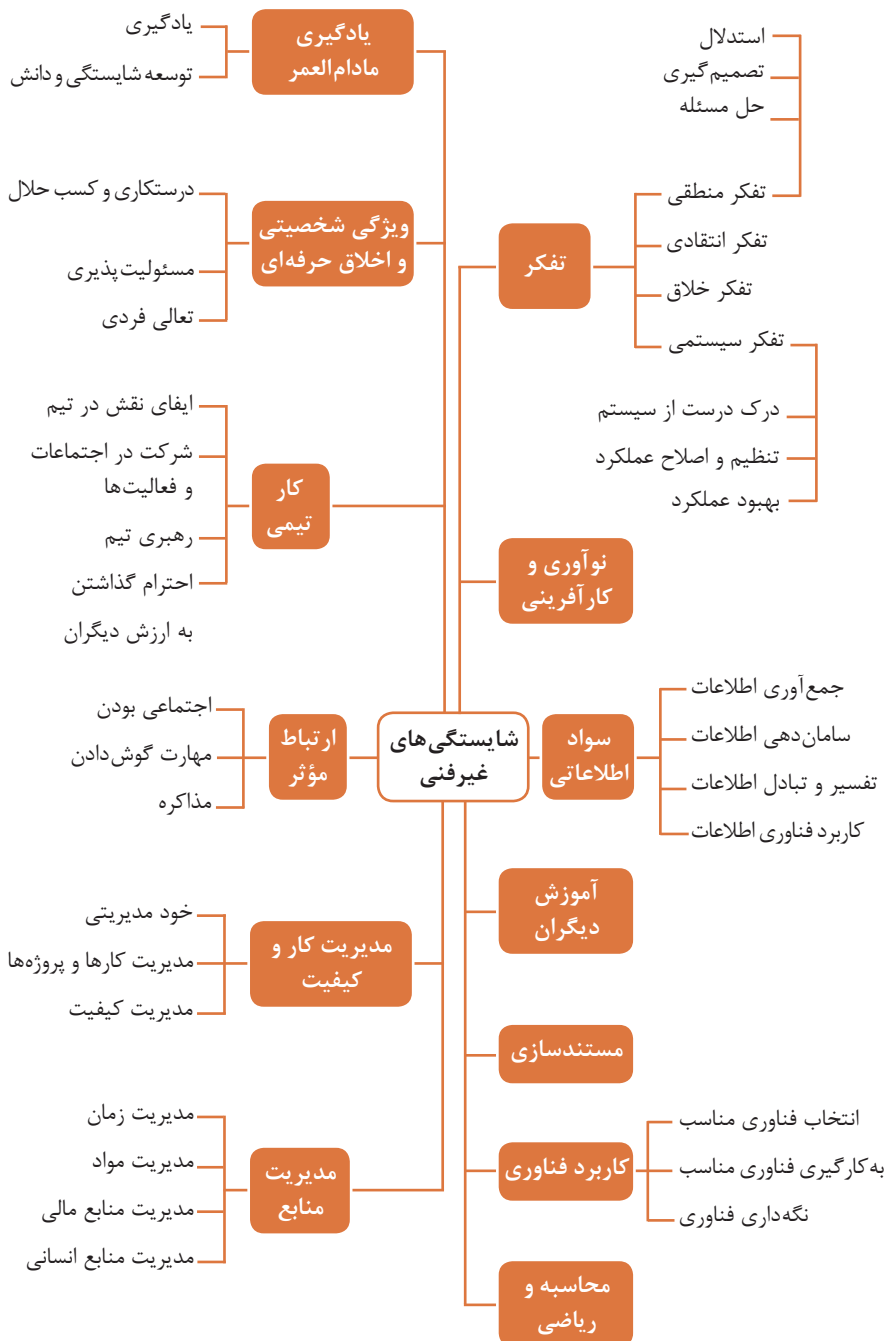 شایستگی‌های
غیرفنی
تفکر
استدلال
تصمیم‌گیری
حل مسئله
تفکر منطقی
تفکر انتقادی
تفکر خلاق
تفکر سیستمی
درک درست از سیستم
تنظیم و اصلاح عملکرد
بهبود عملکرد
نوآوری و
کارآفرینی
سواد
اطلاعاتی
جمع‌آوری اطلاعات
سامان‌دهی اطلاعات
تفسیر و تبادل اطلاعات
کاربرد فناوری اطلاعات
آموزش
دیگران
مستندسازی
کاربرد فناوری
انتخاب فناوری مناسب
به‌کارگیری فناوری مناسب
نگه‌داری فناوری
محاسبه و
ریاضی
یادگیری
مادام‌العمر
یادگیری
توسعه شایستگی و دانش
ویژگی شخصیتی
و اخلاق حرفه‌ای
درستکاری و کسب حلال
مسئولیت‌پذیری
تعالی فردی
کار
تیمی
ایفای نقش در تیم
شرکت در اجتماعات
و فعالیت‌ها
رهبری تیم
احترام گذاشتن
به ارزش دیگران
ارتباط
مؤثر
اجتماعی بودن
مهارت گوش‌دادن
مذاکره
مدیریت کار و
کیفیت
خود مدیریتی
مدیریت کارها و پروژه‌ها
مدیریت کیفیت
مدیریت
منابع
مدیریت زمان
مدیریت مواد
مدیریت منابع مالی
مدیریت منابع انسانی